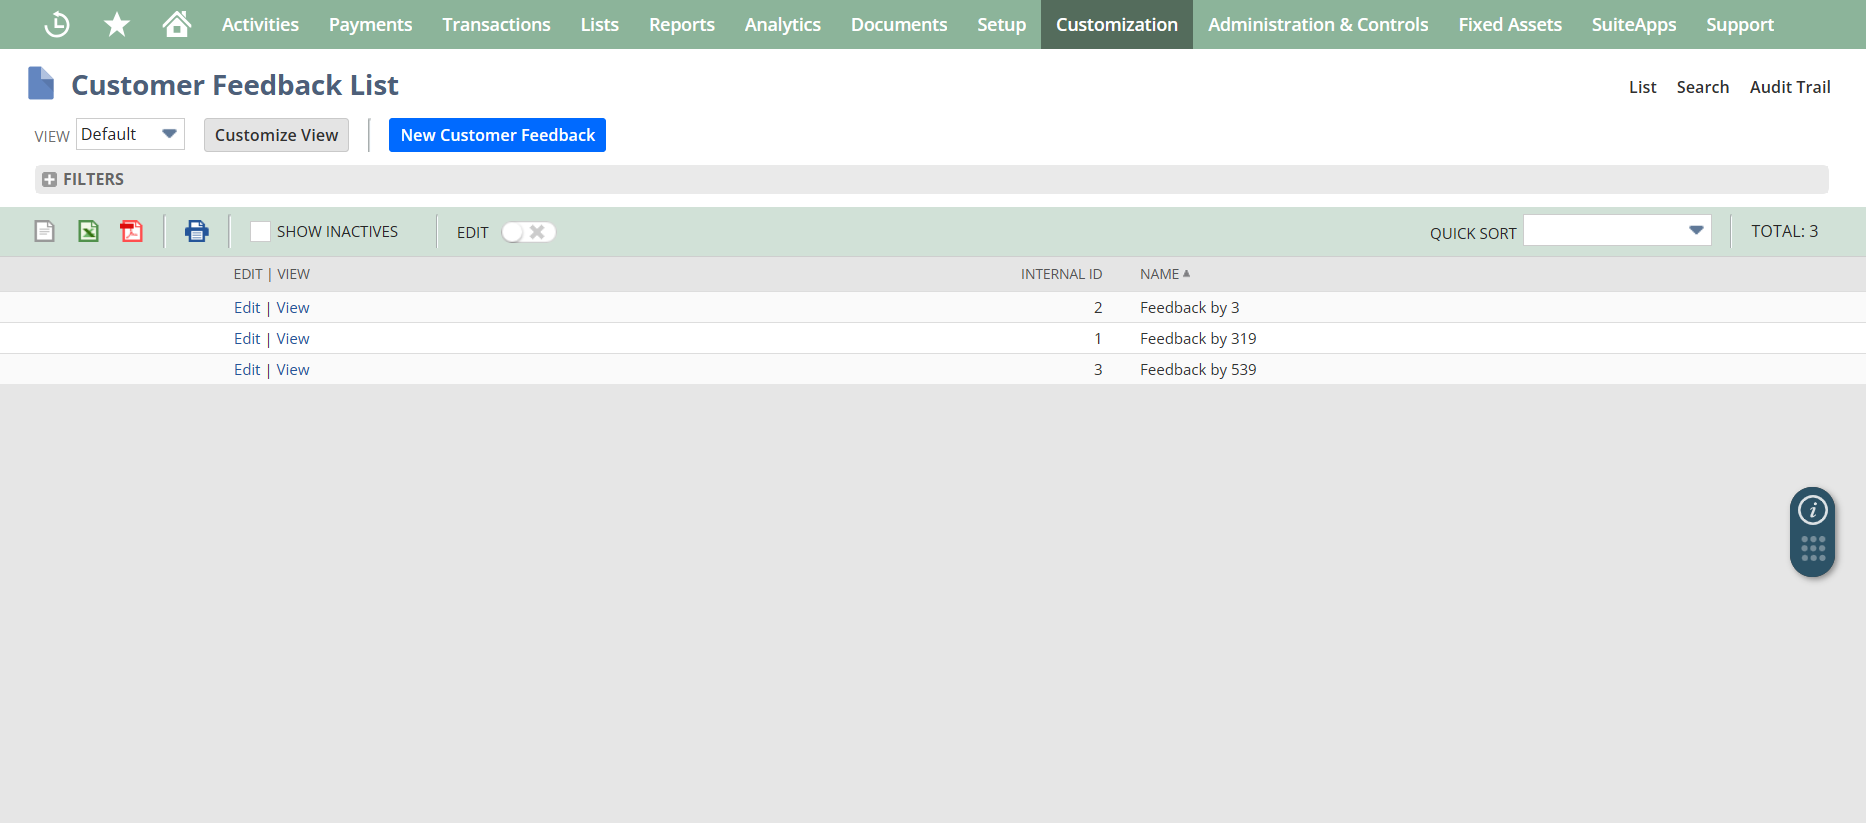 Activities Payments Transactions Lists Reports Analytics Documents Setup Customization Administration & Controls Fixed Assets SuiteApps Support
Customer Feedback List
List Search Audit Trail
VIEW Default Customize View New Customer Feedback
FILTERS
SHOW INACTIVES EDIT QUICK SORT TOTAL: 3
EDIT | VIEW INTERNAL ID NAME
Edit | View 2 Feedback by 3
Edit | View 1 Feedback by 319
Edit | View 3 Feedback by 539